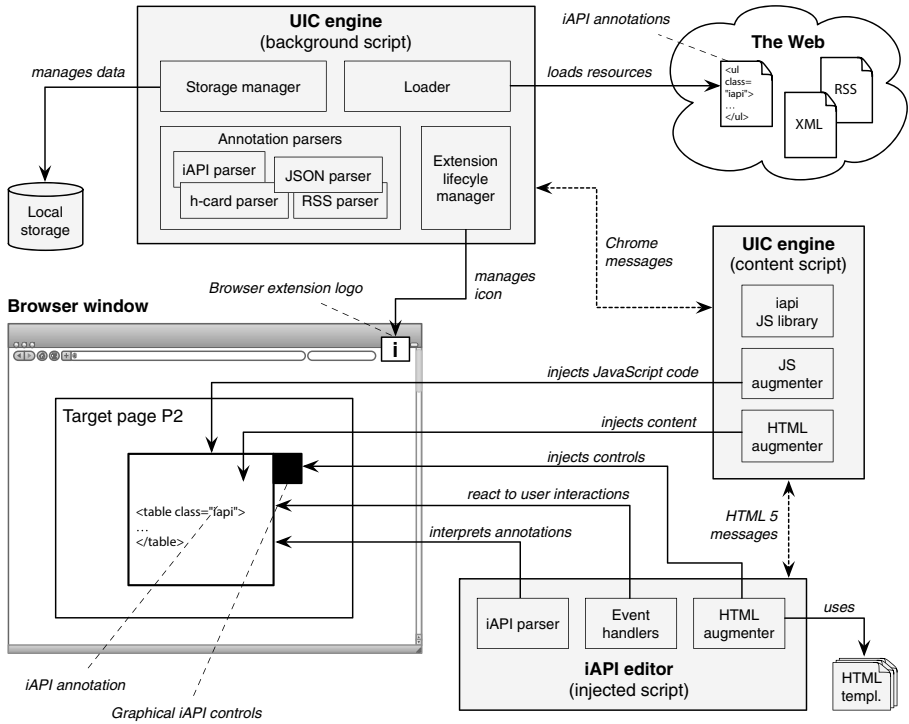 UIC engine
(background script)
Storage manager
Loader
Annotation parsers
iAPI parser
JSON parser
h-card parser
RSS parser
Extension
lifecyle
manager
manages data
Local
storage
loads resources
iAPI annotations
The Web
<ul
class=
"iapi">
...
</ul>
RSS
XML
Chrome
messages
manages
icon
Browser extension logo
UIC engine
(content script)
iapi
JS library
JS
augmenter
HTML
augmenter
Browser window
i
Target page P2
<table class="iapi">
...
</table>
injects JavaScript code
injects content
injects controls
react to user interactions
interprets annotations
HTML 5
messages
iAPI parser
Event
handlers
HTML
augmenter
iAPI editor
(injected script)
uses
HTML
templ.
iAPI annotation
Graphical iAPI controls